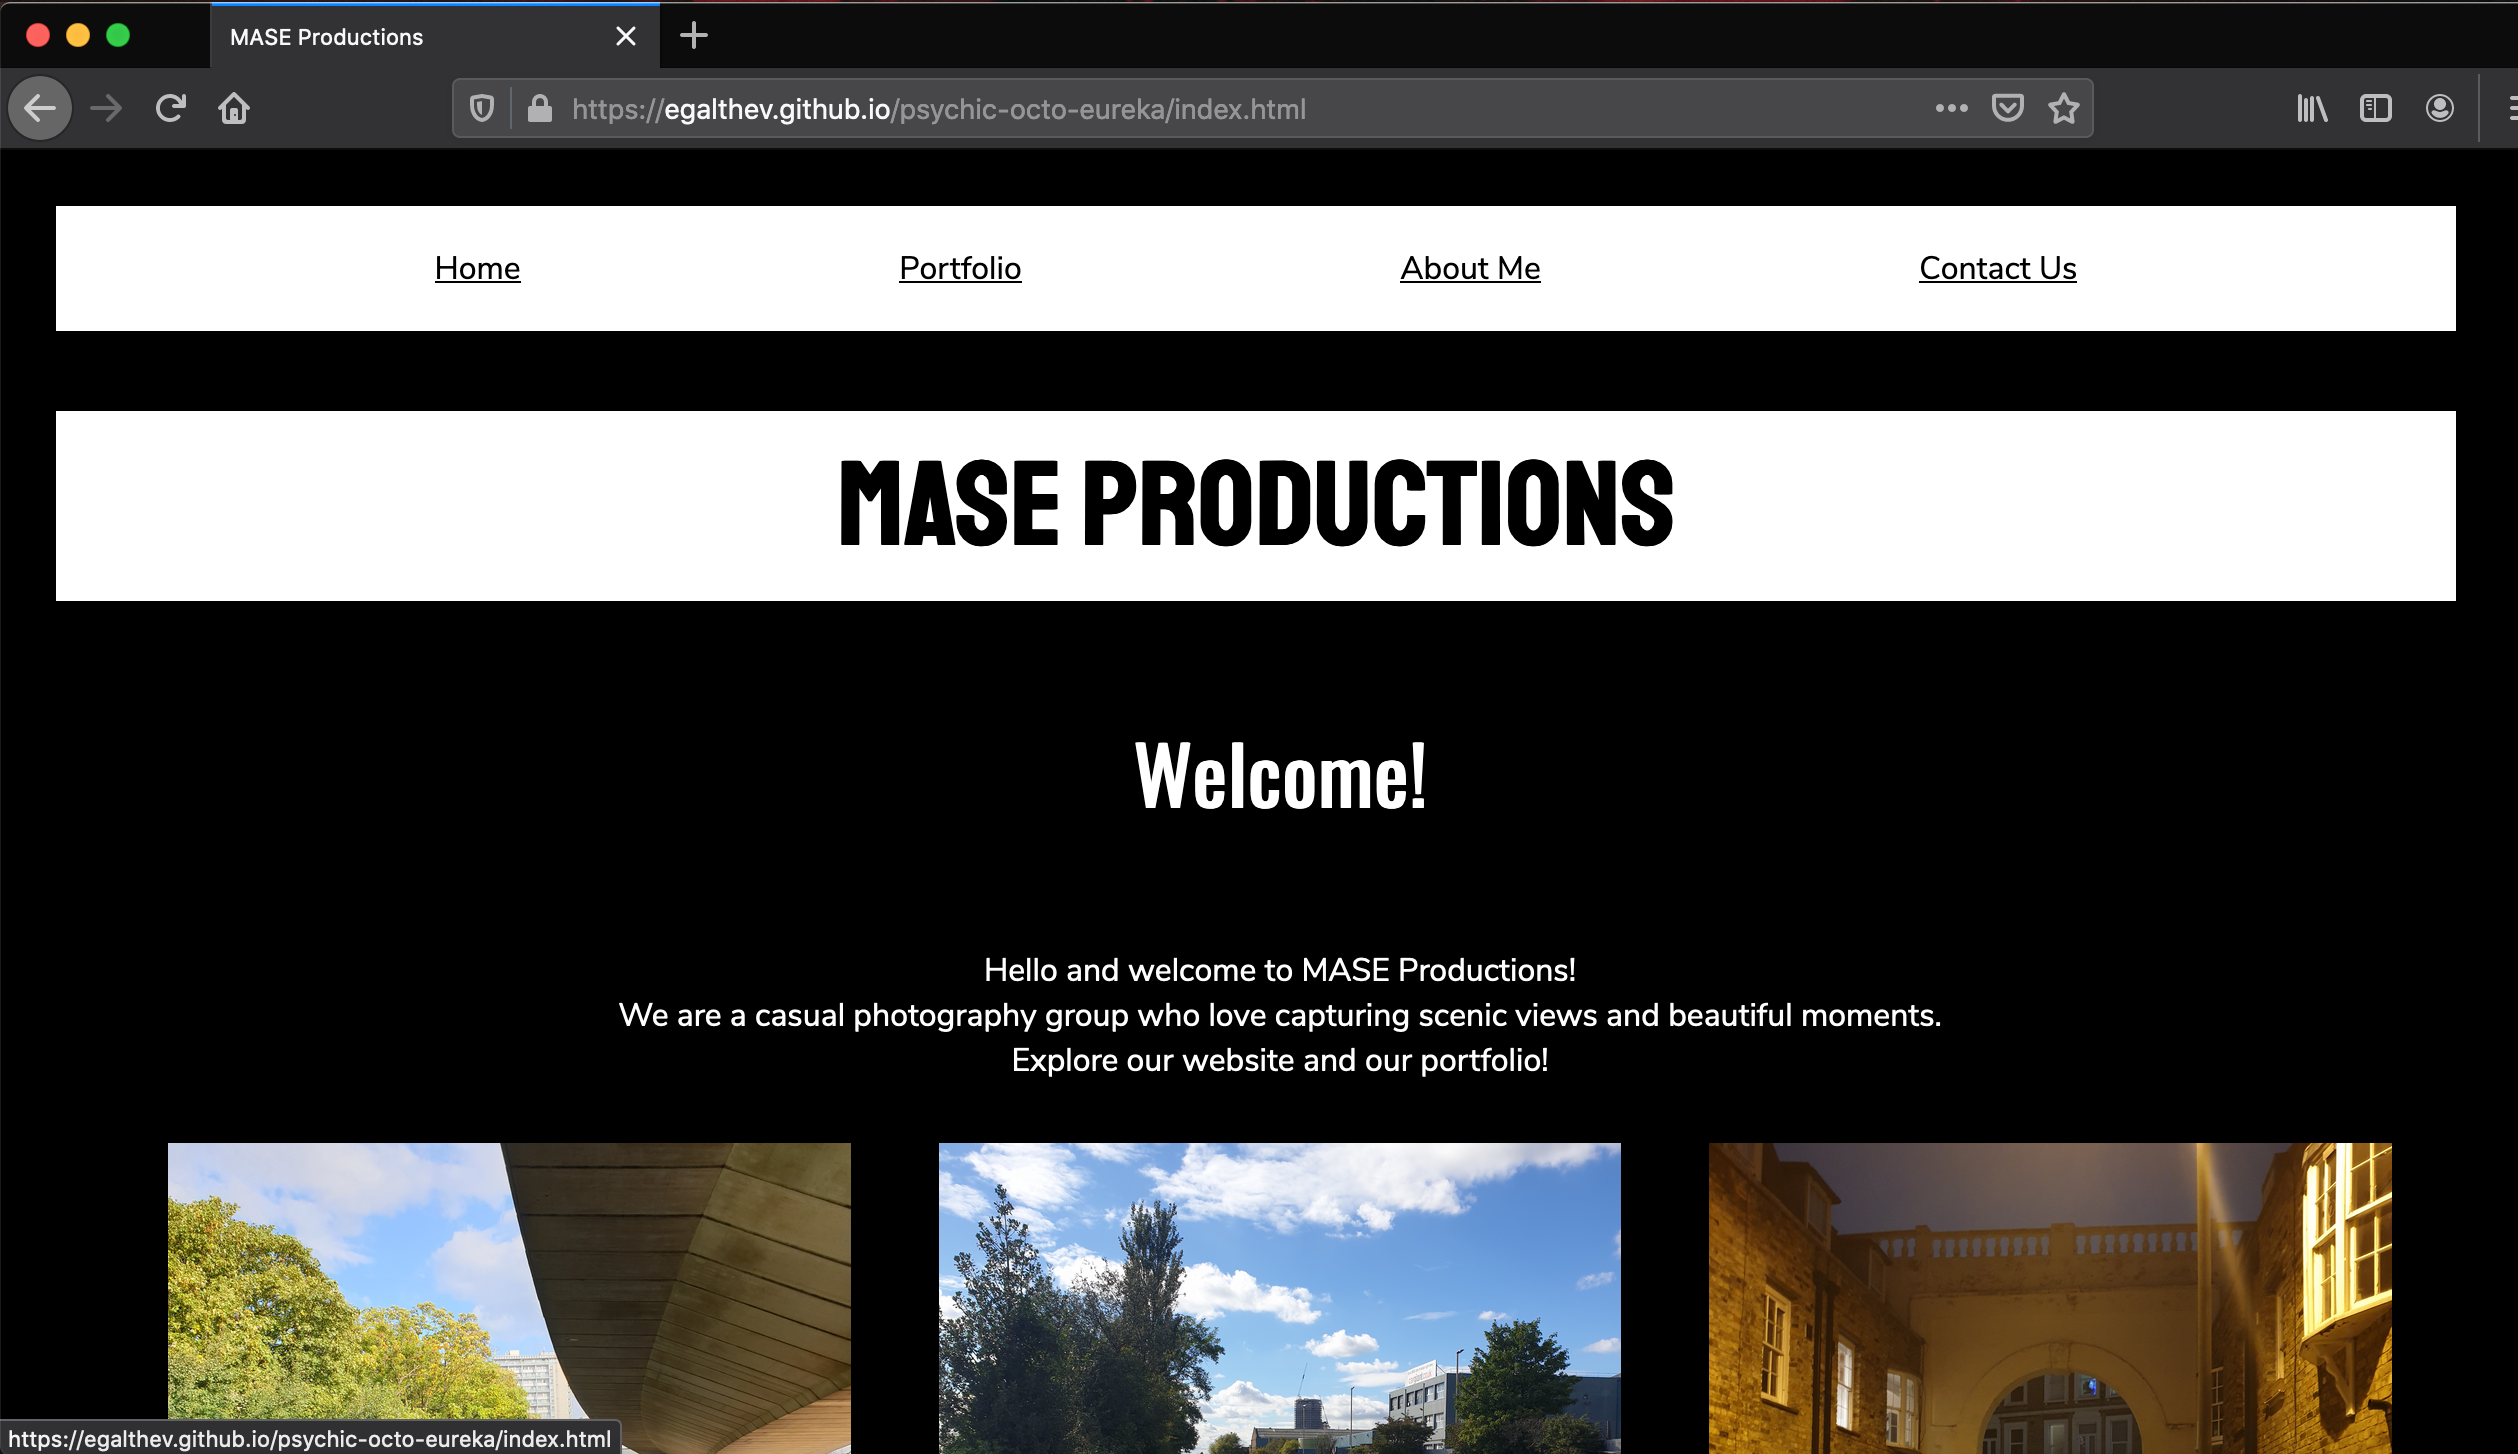 MASE Productions
https://egalthev.github.io/psychic-octo-eureka/index.html
Home Portfolio About Me Contact Us
MASE PRODUCTIONS
Welcome!
Hello and welcome to MASE Productions!
We are a casual photography group who love capturing scenic views and beautiful moments.
Explore our website and our portfolio!
https://egalthev.github.io/psychic-octo-eureka/index.html